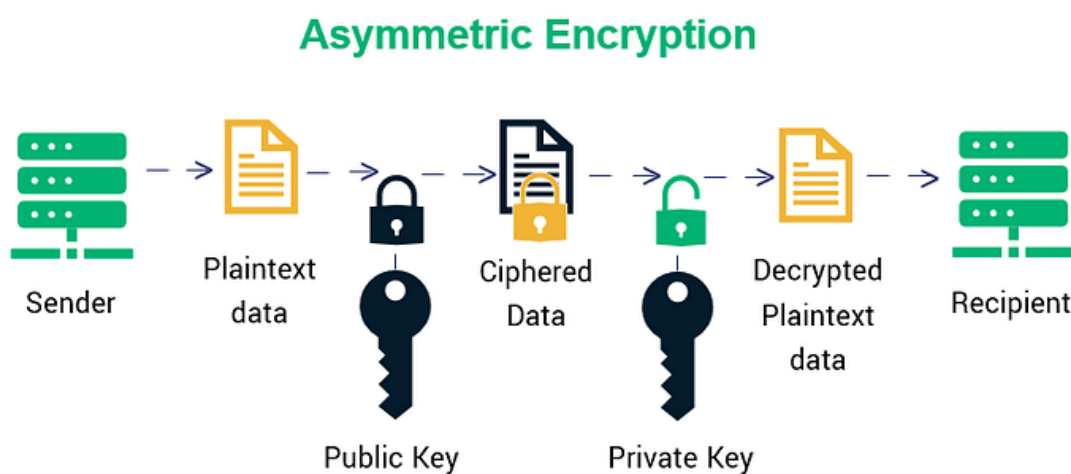 Asymmetric Encryption
Sender
Plaintext
data
Public Key
Ciphered
Data
Private Key
Decrypted
Plaintext
data
Recipient